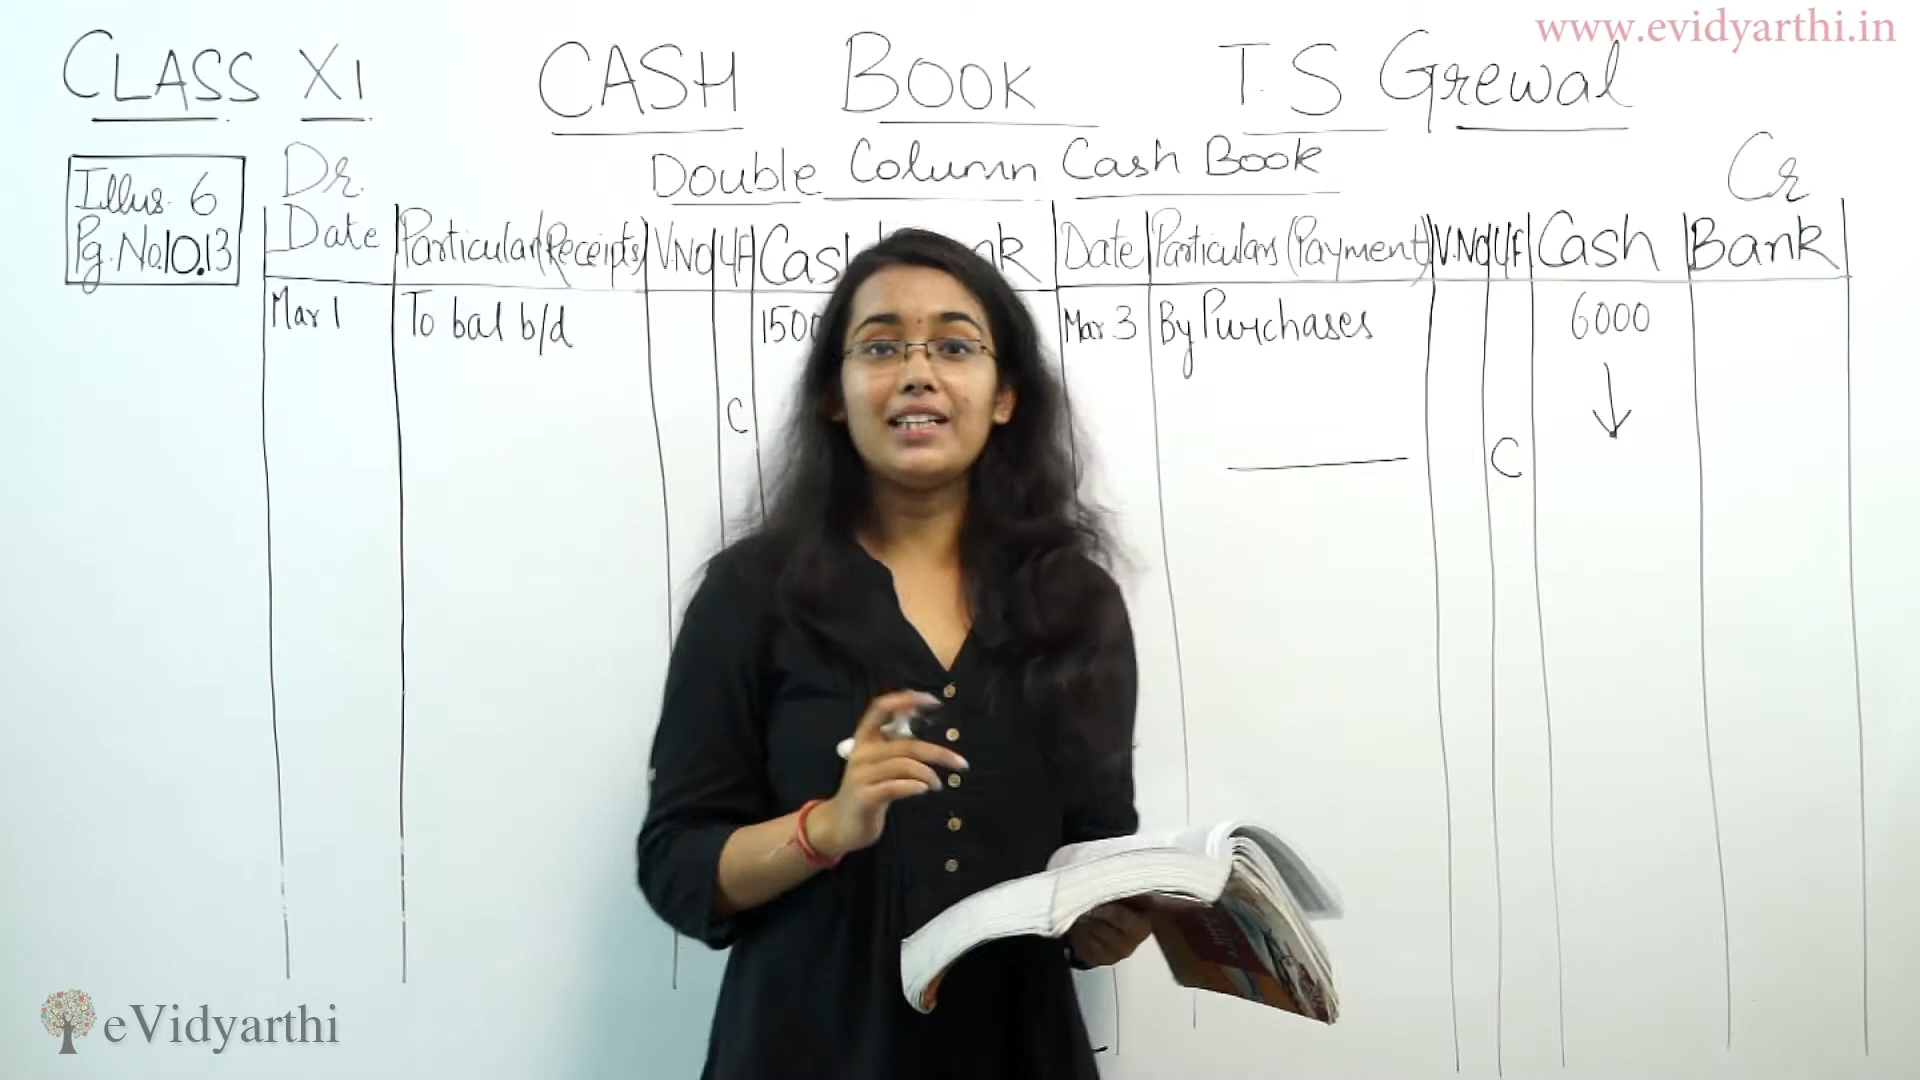 www.evidyarthi.in
CLASS XI CASH BOOK T.S Grewal
Illus. 6
Pg.No.10.13
Dr. Double Column Cash Book Cr
Date Particular(Receipts) V.No L/F Date Particulars (Payment) V.No L/F Cash Bank
Mar 1 To bal b/d Mar 3 By Purchases 6000
C
C
eVidyarthi